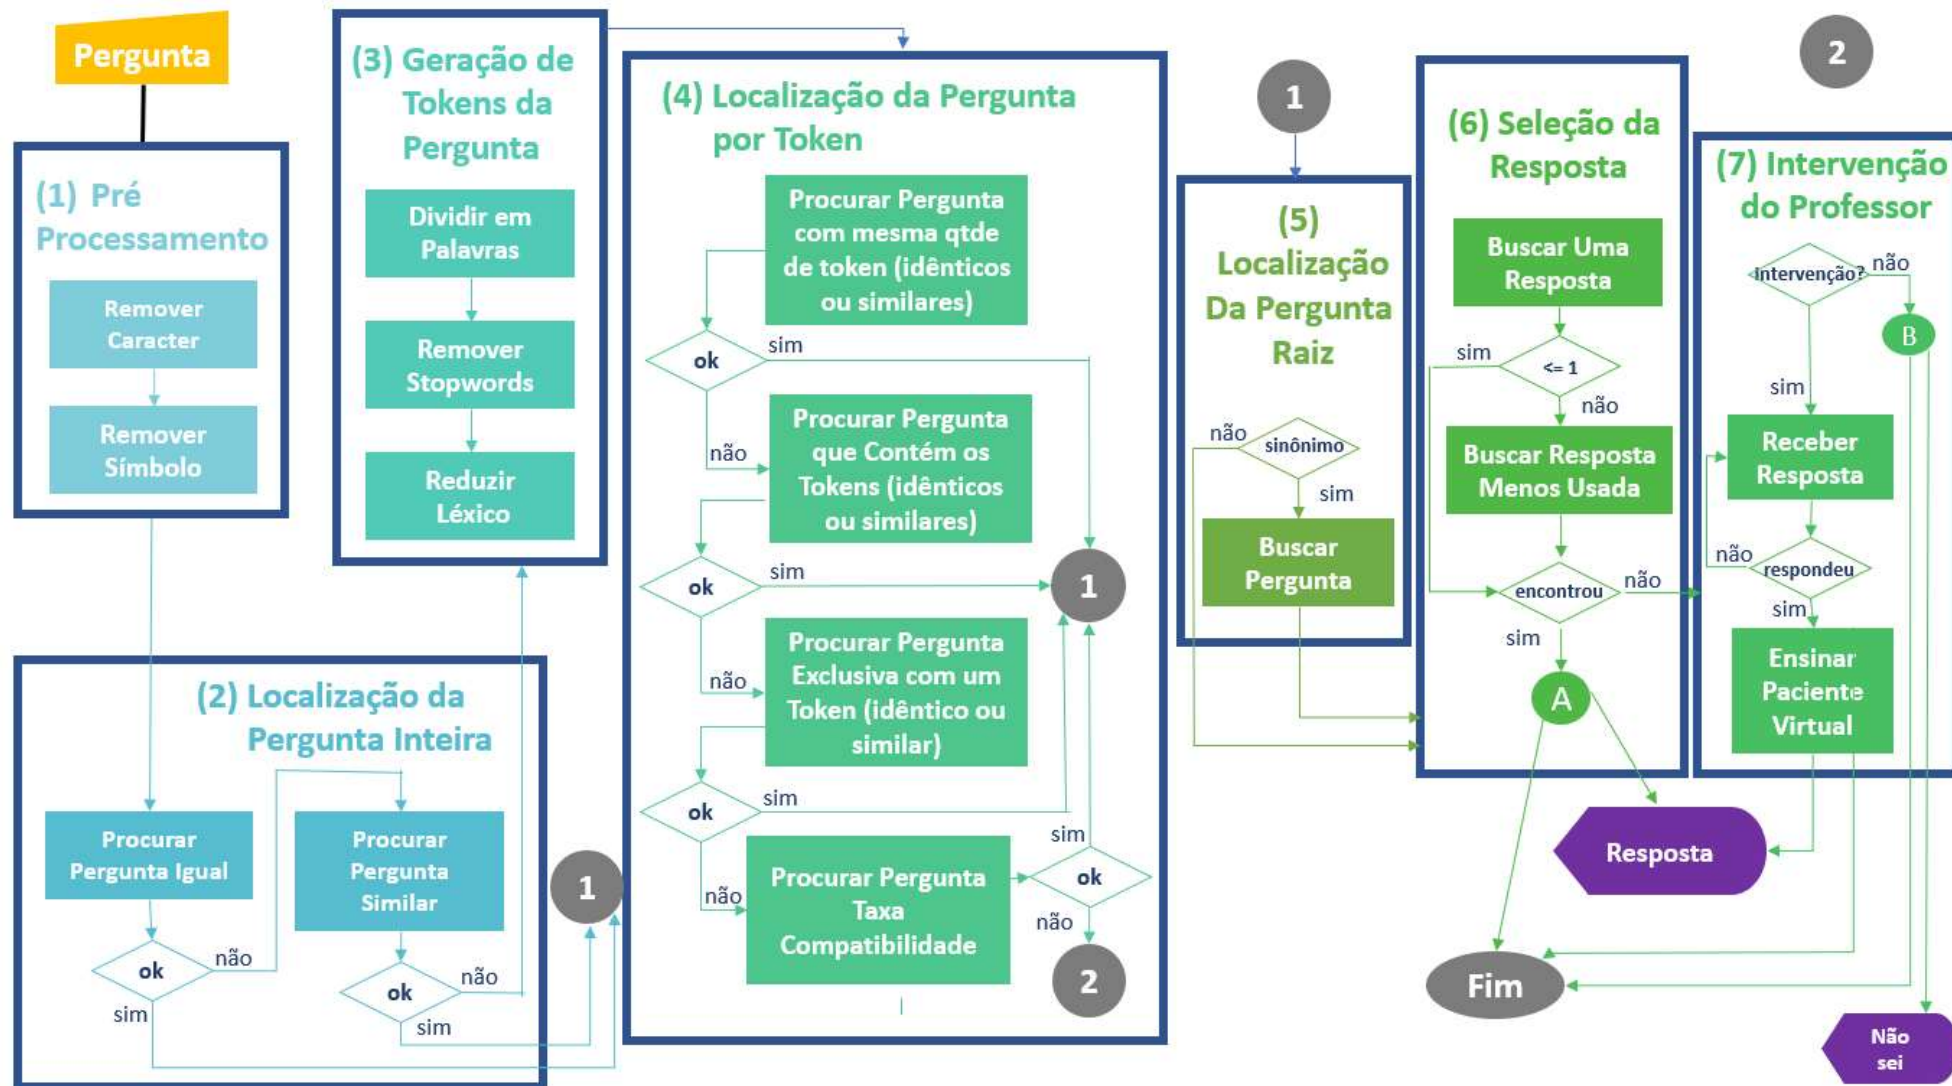 Pergunta
(1) Pré
Processamento
Remover
Caracter
Remover
Símbolo
(2) Localização da
Pergunta Inteira
Procurar
Pergunta Igual
ok
não
sim
Procurar
Pergunta
Similar
ok
não
sim
1
(3) Geração de
Tokens da
Pergunta
Dividir em
Palavras
Remover
Stopwords
Reduzir
Léxico
(4) Localização da Pergunta
por Token
Procurar Pergunta
com mesma qtde
de token (idênticos
ou similares)
ok
sim
não
Procurar Pergunta
que Contém os
Tokens (idênticos
ou similares)
ok
sim
não
1
Procurar Pergunta
Exclusiva com um
Token (idêntico ou
similar)
ok
sim
não
Procurar Pergunta
Taxa
Compatibilidade
sim
ok
não
2
1
(5)
Localização
Da Pergunta
Raiz
não
sinônimo
sim
Buscar
Pergunta
(6) Seleção da
Resposta
Buscar Uma
Resposta
sim
<= 1
não
Buscar Resposta
Menos Usada
encontrou
não
sim
A
2
(7) Intervenção
do Professor
Intervenção?
não
B
sim
Receber
Resposta
não
respondeu
sim
Ensinar
Paciente
Virtual
Resposta
Fim
Não
sei